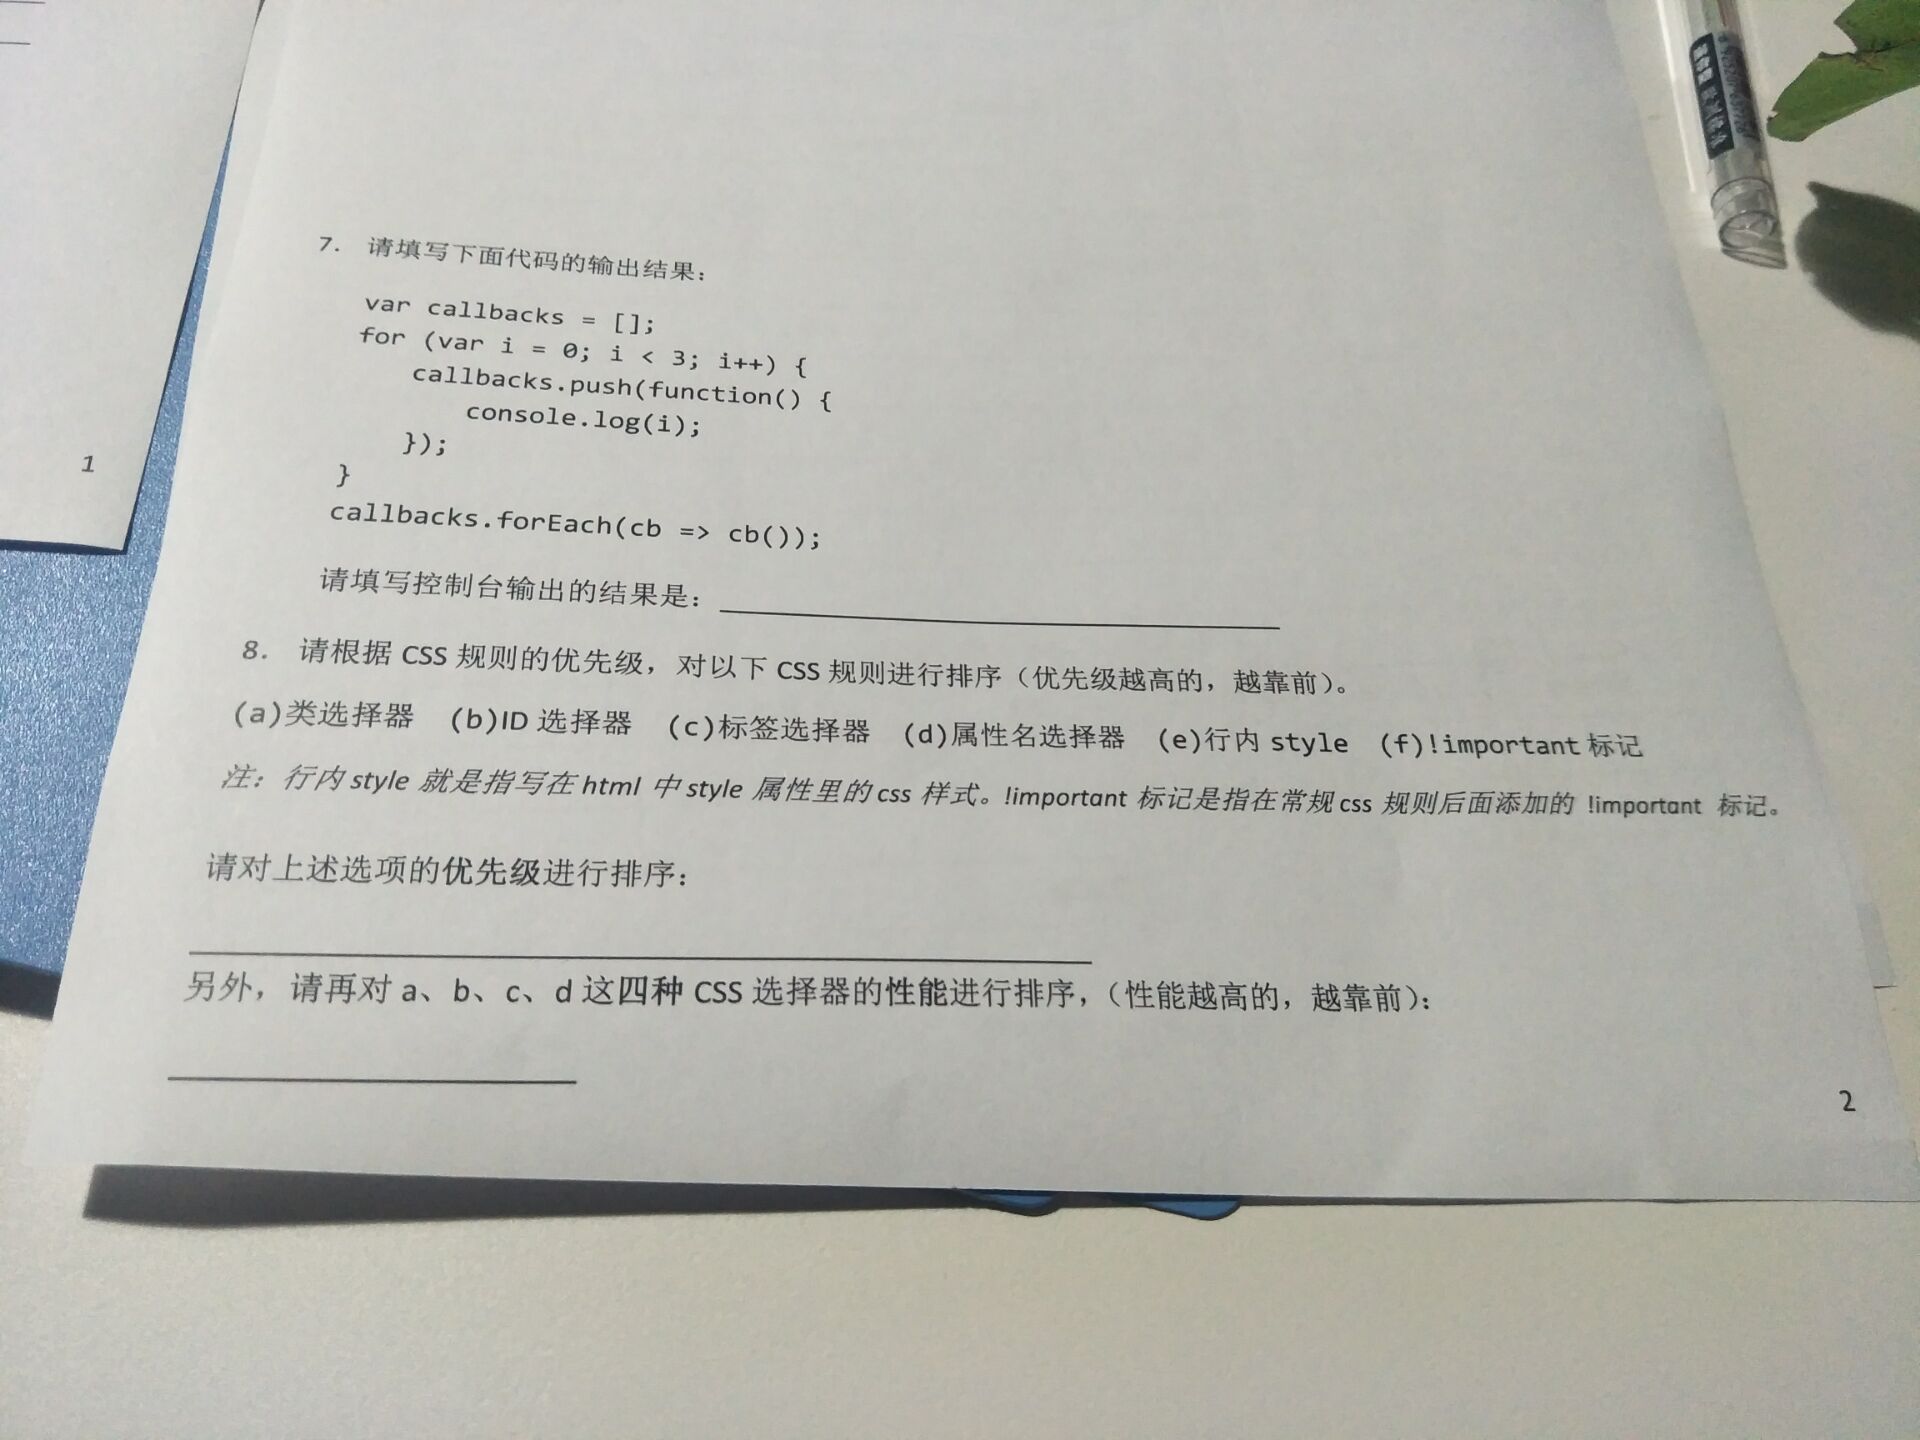 1
7. 请填写下面代码的输出结果：
var callbacks = [];
for (var i = 0; i < 3; i++) {
callbacks.push(function() {
console.log(i);
});
}
callbacks.forEach(cb => cb());
请填写控制台输出的结果是：
8. 请根据 CSS 规则的优先级，对以下 CSS 规则进行排序（优先级越高的，越靠前）。
(a)类选择器 (b)ID 选择器 (c)标签选择器 (d)属性名选择器 (e)行内 style (f)!important 标记
注：行内 style 就是指写在 html 中 style 属性里的 css 样式。!important 标记是指在常规 css 规则后面添加的 !important 标记。
请对上述选项的优先级进行排序：
另外，请再对 a、b、c、d 这四种 CSS 选择器的性能进行排序，（性能越高的，越靠前）：
2